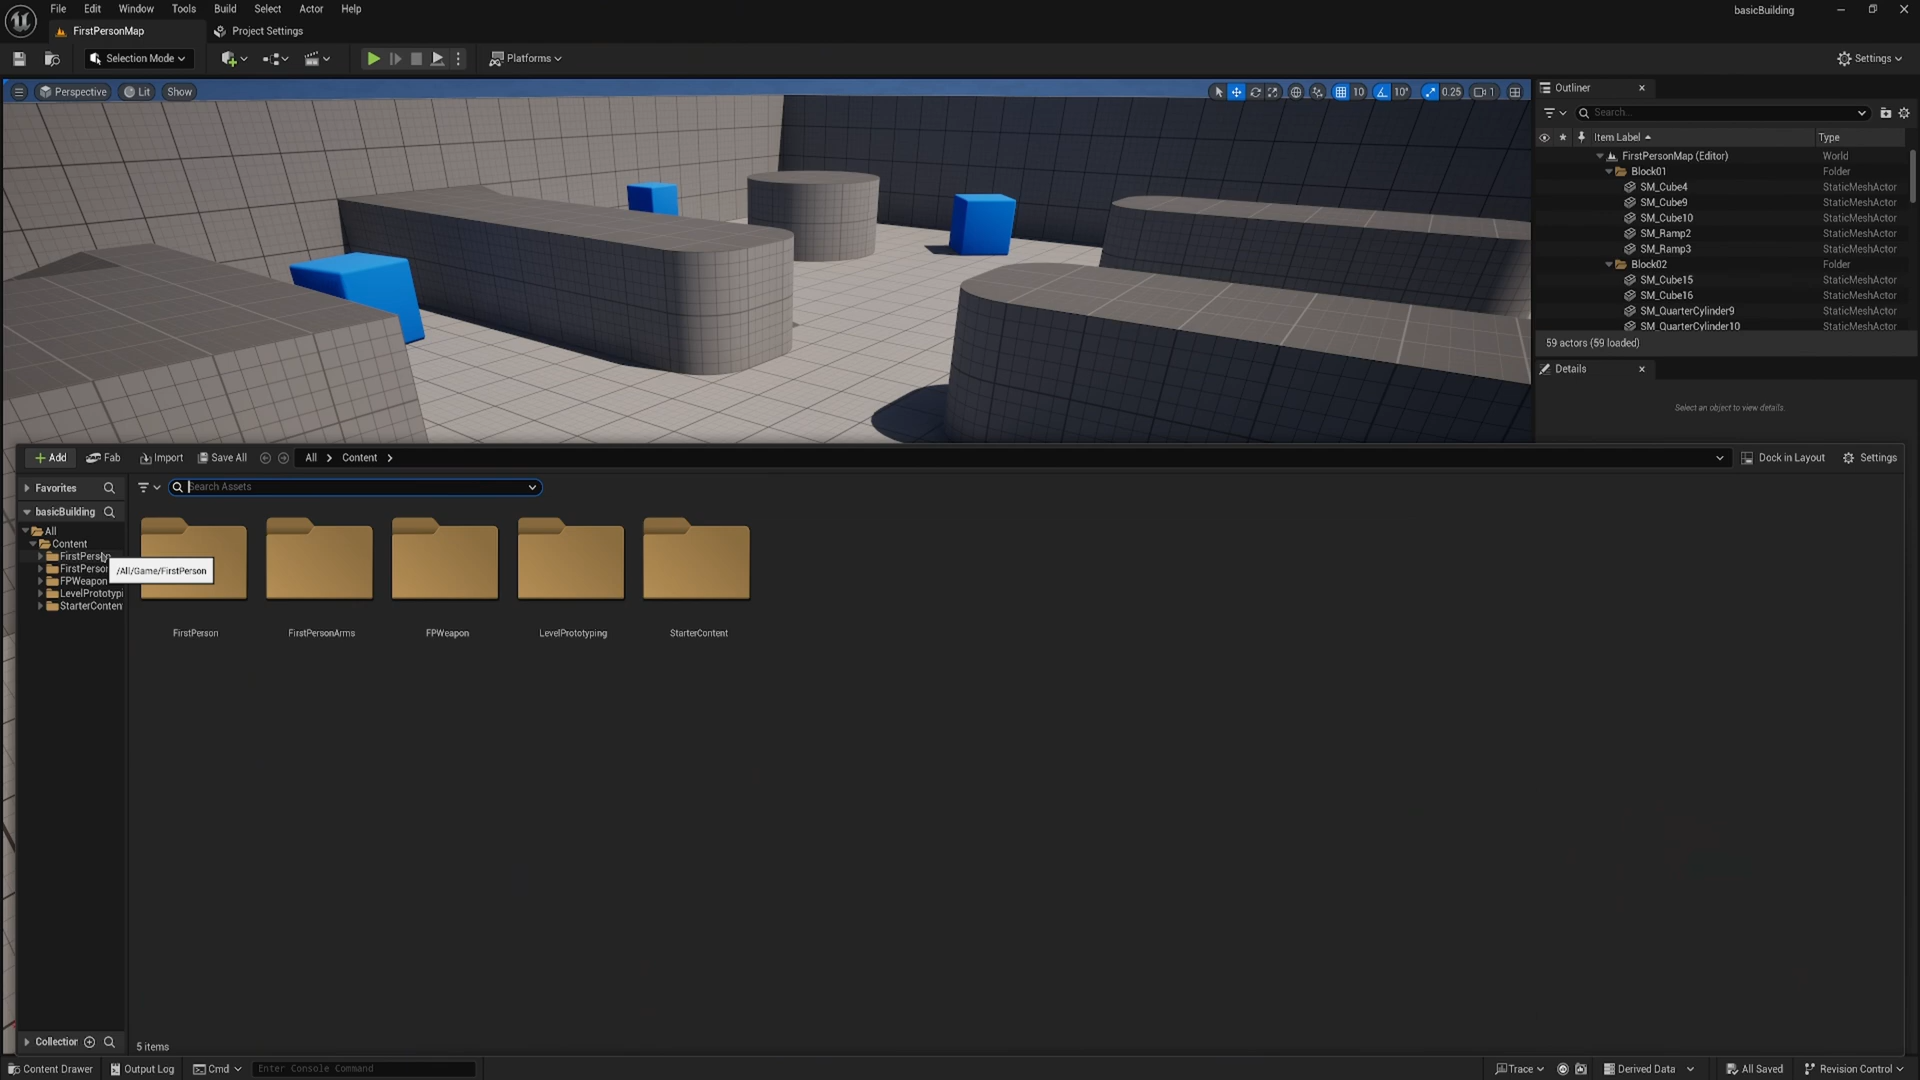 File Edit Window Tools Build Select Actor Help
basicBuilding
FirstPersonMap
Project Settings
Selection Mode
Platforms
Settings
Perspective
Lit
Show
10
10°
0.25
1
Outliner
Search...
Item Label
Type
FirstPersonMap (Editor) World
Block01 Folder
SM_Cube4 StaticMeshActor
SM_Cube9 StaticMeshActor
SM_Cube10 StaticMeshActor
SM_Ramp2 StaticMeshActor
SM_Ramp3 StaticMeshActor
Block02 Folder
SM_Cube15 StaticMeshActor
SM_Cube16 StaticMeshActor
SM_QuarterCylinder9 StaticMeshActor
SM_QuarterCylinder10 StaticMeshActor
59 actors (59 loaded)
Details
Select an object to view details.
Add
Fab
Import
Save All
All
Content
Dock in Layout
Settings
Favorites
Search Assets
basicBuilding
All
Content
FirstPerson
FirstPerson
FPWeapon
LevelPrototypi
StarterConten
/All/Game/FirstPerson
FirstPerson
FirstPersonArms
FPWeapon
LevelPrototyping
StarterContent
Collection
5 items
Content Drawer
Output Log
Cmd
Enter Console Command
Trace
Derived Data
All Saved
Revision Control